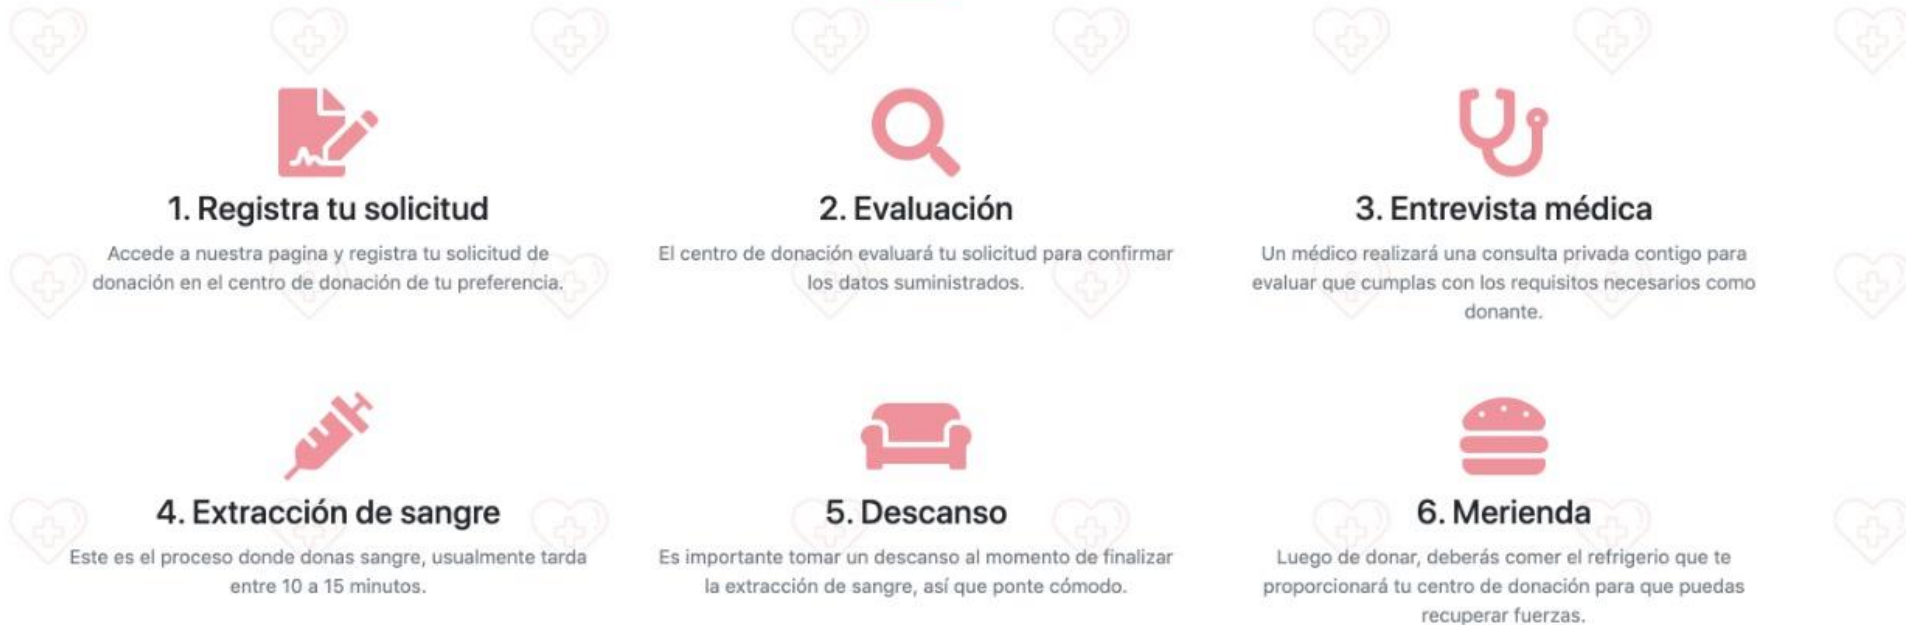 1. Registra tu solicitud
Accede a nuestra pagina y registra tu solicitud de
donación en el centro de donación de tu preferencia.
2. Evaluación
El centro de donación evaluará tu solicitud para confirmar
los datos suministrados.
3. Entrevista médica
Un médico realizará una consulta privada contigo para
evaluar que cumplas con los requisitos necesarios como
donante.
4. Extracción de sangre
Este es el proceso donde donas sangre, usualmente tarda
entre 10 a 15 minutos.
5. Descanso
Es importante tomar un descanso al momento de finalizar
la extracción de sangre, así que ponte cómodo.
6. Merienda
Luego de donar, deberás comer el refrigerio que te
proporcionará tu centro de donación para que puedas
recuperar fuerzas.